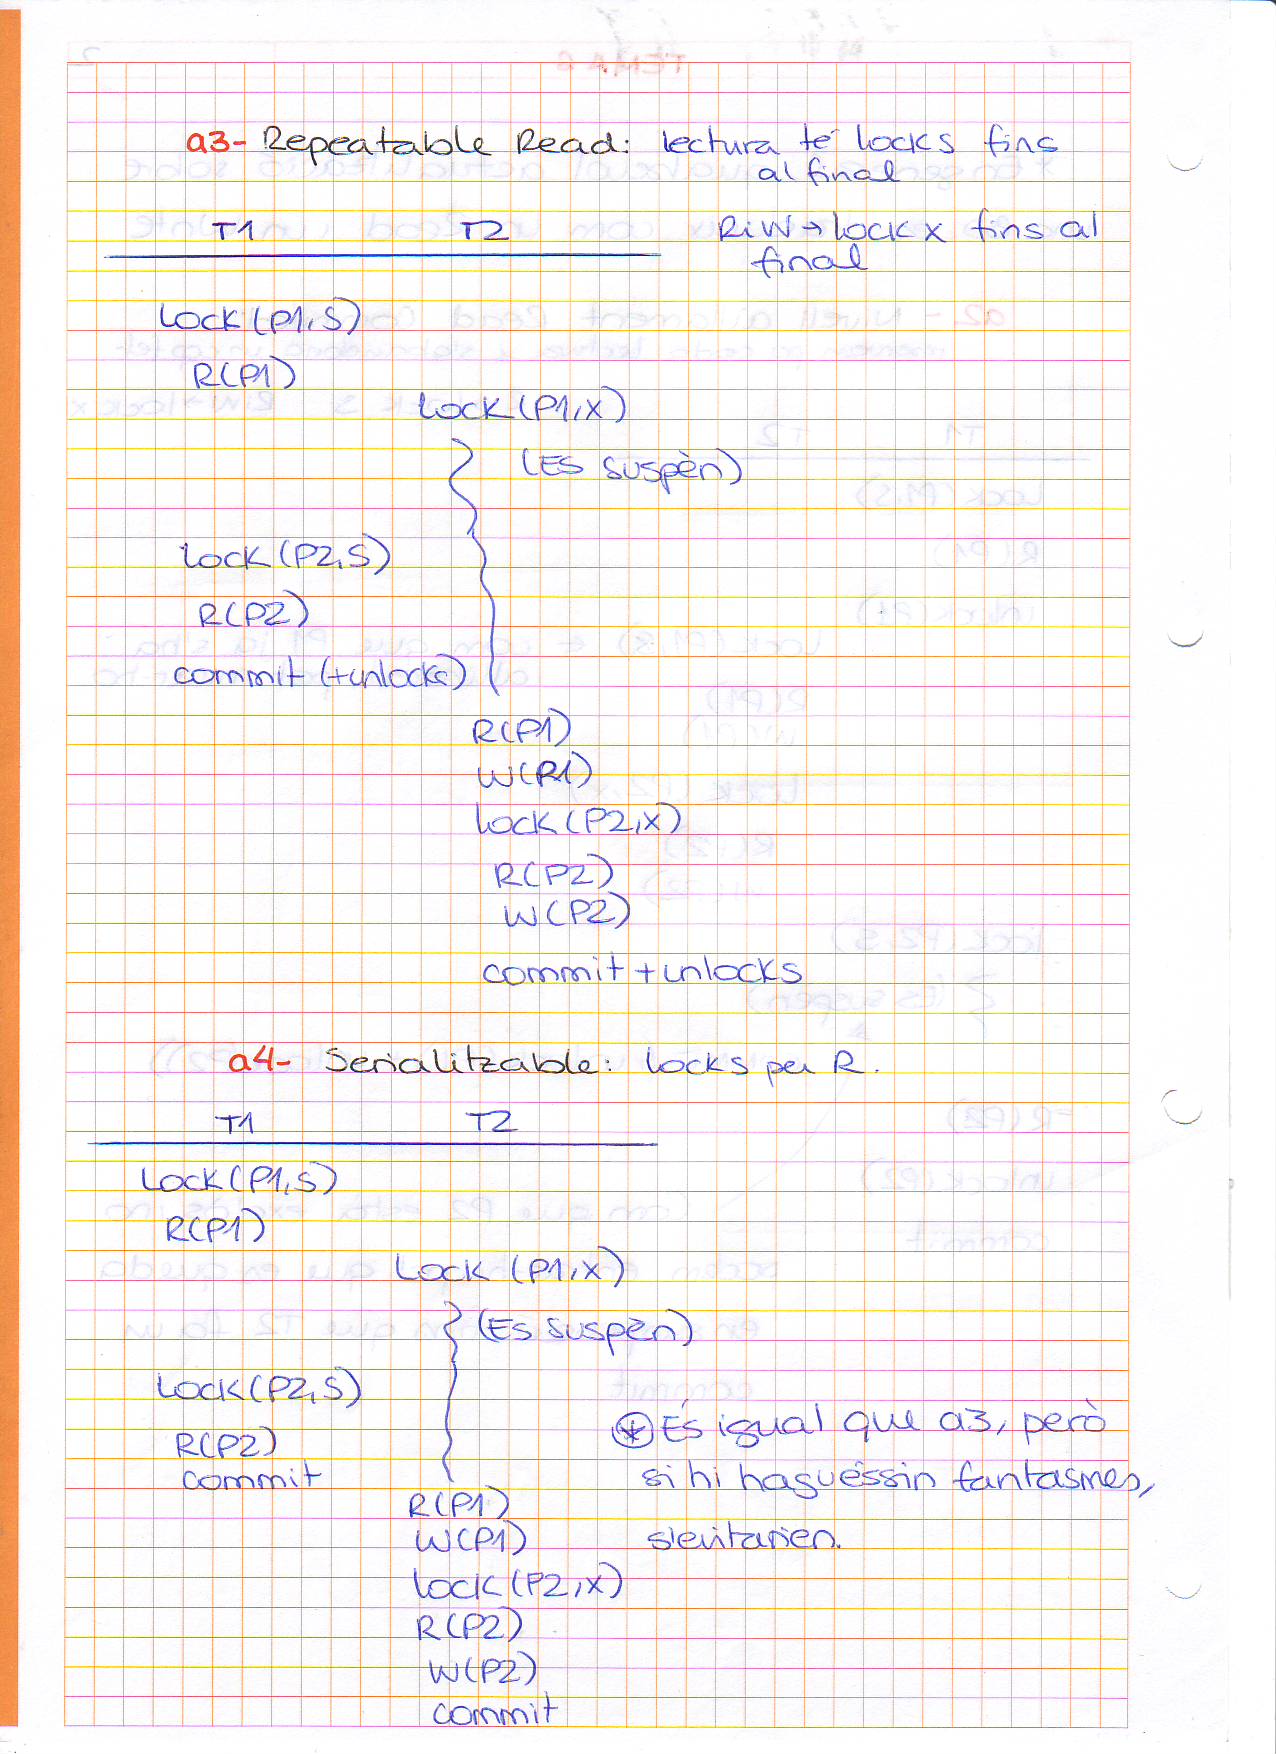 a3- Repeatable Read: lectura té locks fins
al final
T1 T2 RiW → lock x fins al
final
Lock (P1, S)
R(P1)
Lock (P1, X)
(Es suspèn)
Lock (P2, S)
R(P2)
commit (+unlocks)
R(P1)
W(P1)
lock (P2, X)
R(P2)
W(P2)
commit + unlocks
a4- Serialitzable: locks per R.
T1 T2
Lock (P1, S)
R(P1)
Lock (P1, X)
(Es suspèn)
Lock (P2, S)
R(P2)
commit
* És igual que a3, però
si hi haguéssin fantasmes,
s'evitarien.
R(P1)
W(P1)
lock (P2, X)
R(P2)
W(P2)
commit